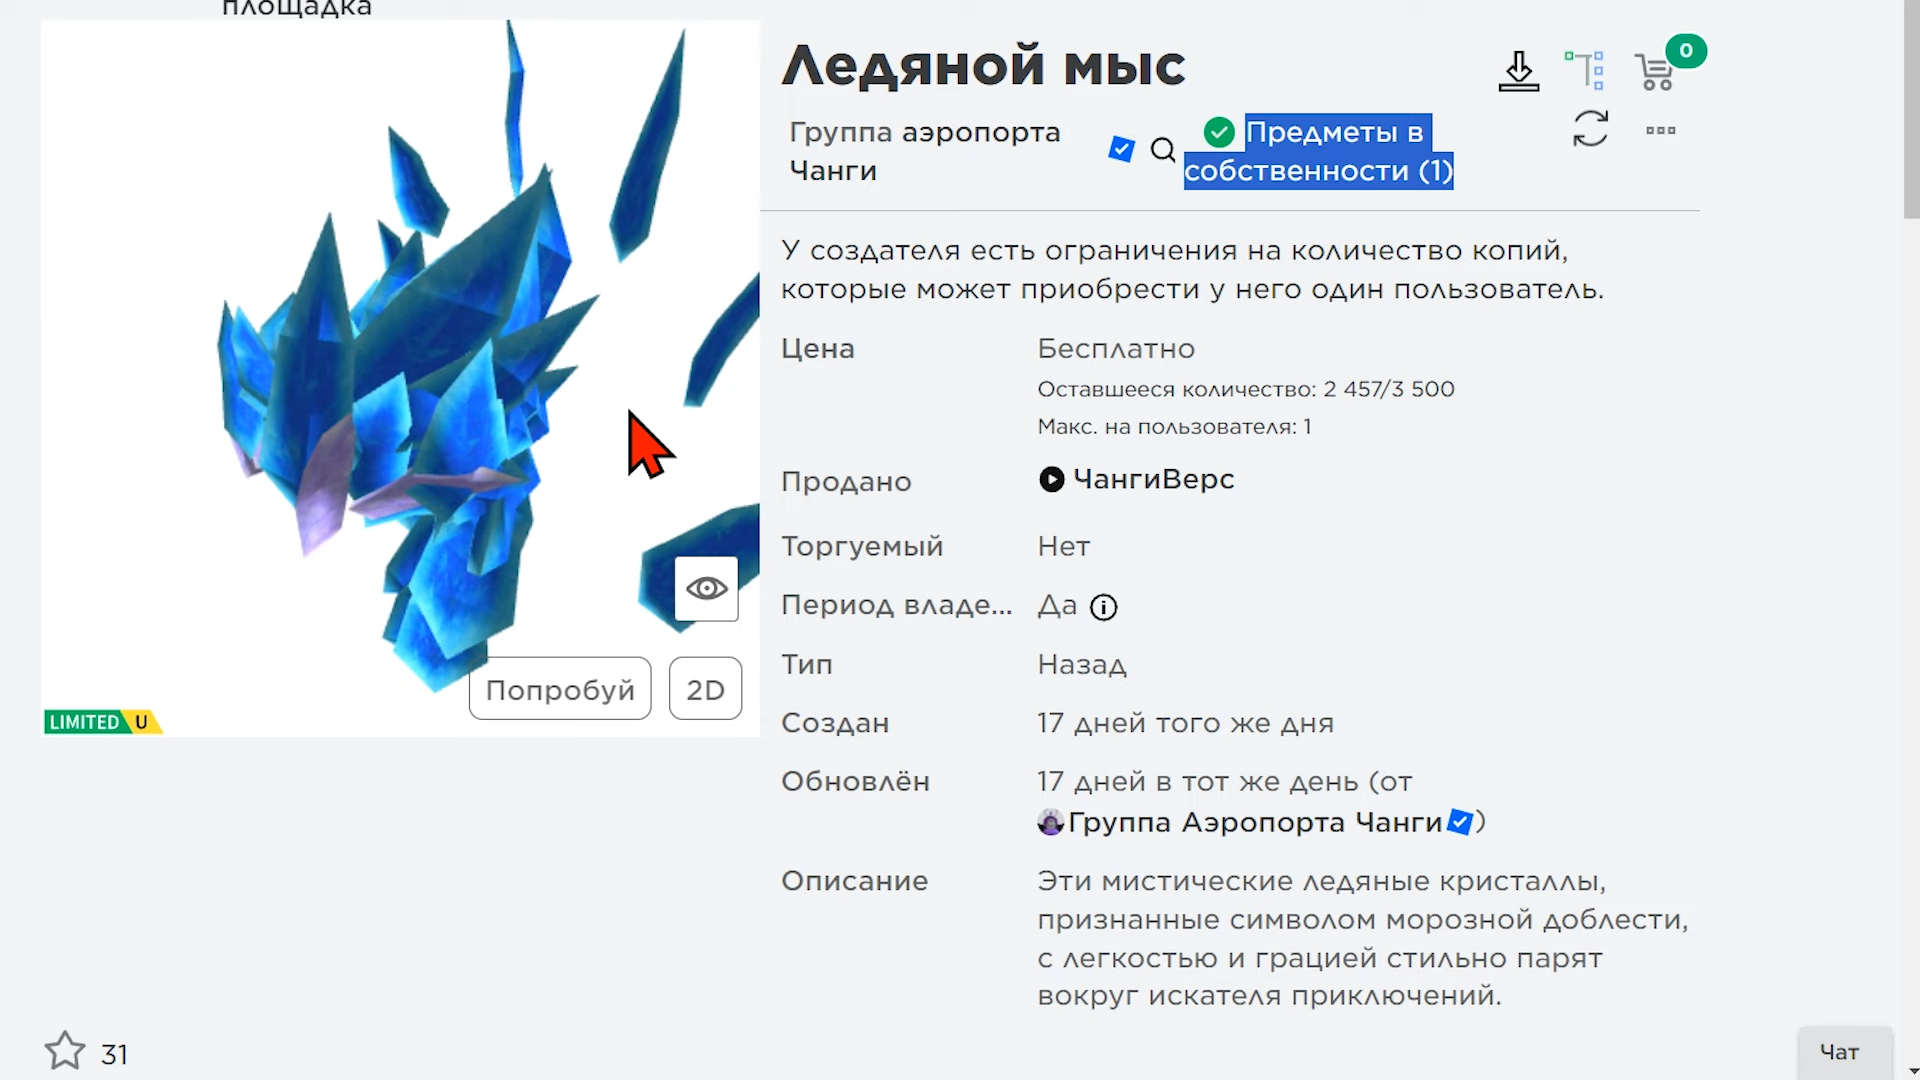 площадка
Ледяной мыс
0
Группа аэропорта
Чанги
Предметы в
собственности (1)
У создателя есть ограничения на количество копий,
которые может приобрести у него один пользователь.
Цена
Бесплатно
Оставшееся количество: 2 457/3 500
Макс. на пользователя: 1
Продано
ЧангиВерс
Торгуемый
Нет
Период владе...
Да
Тип
Назад
Попробуй
2D
LIMITED U
Создан
17 дней того же дня
Обновлён
17 дней в тот же день (от
Группа Аэропорта Чанги)
Описание
Эти мистические ледяные кристаллы,
признанные символом морозной доблести,
с легкостью и грацией стильно парят
вокруг искателя приключений.
31
Чат